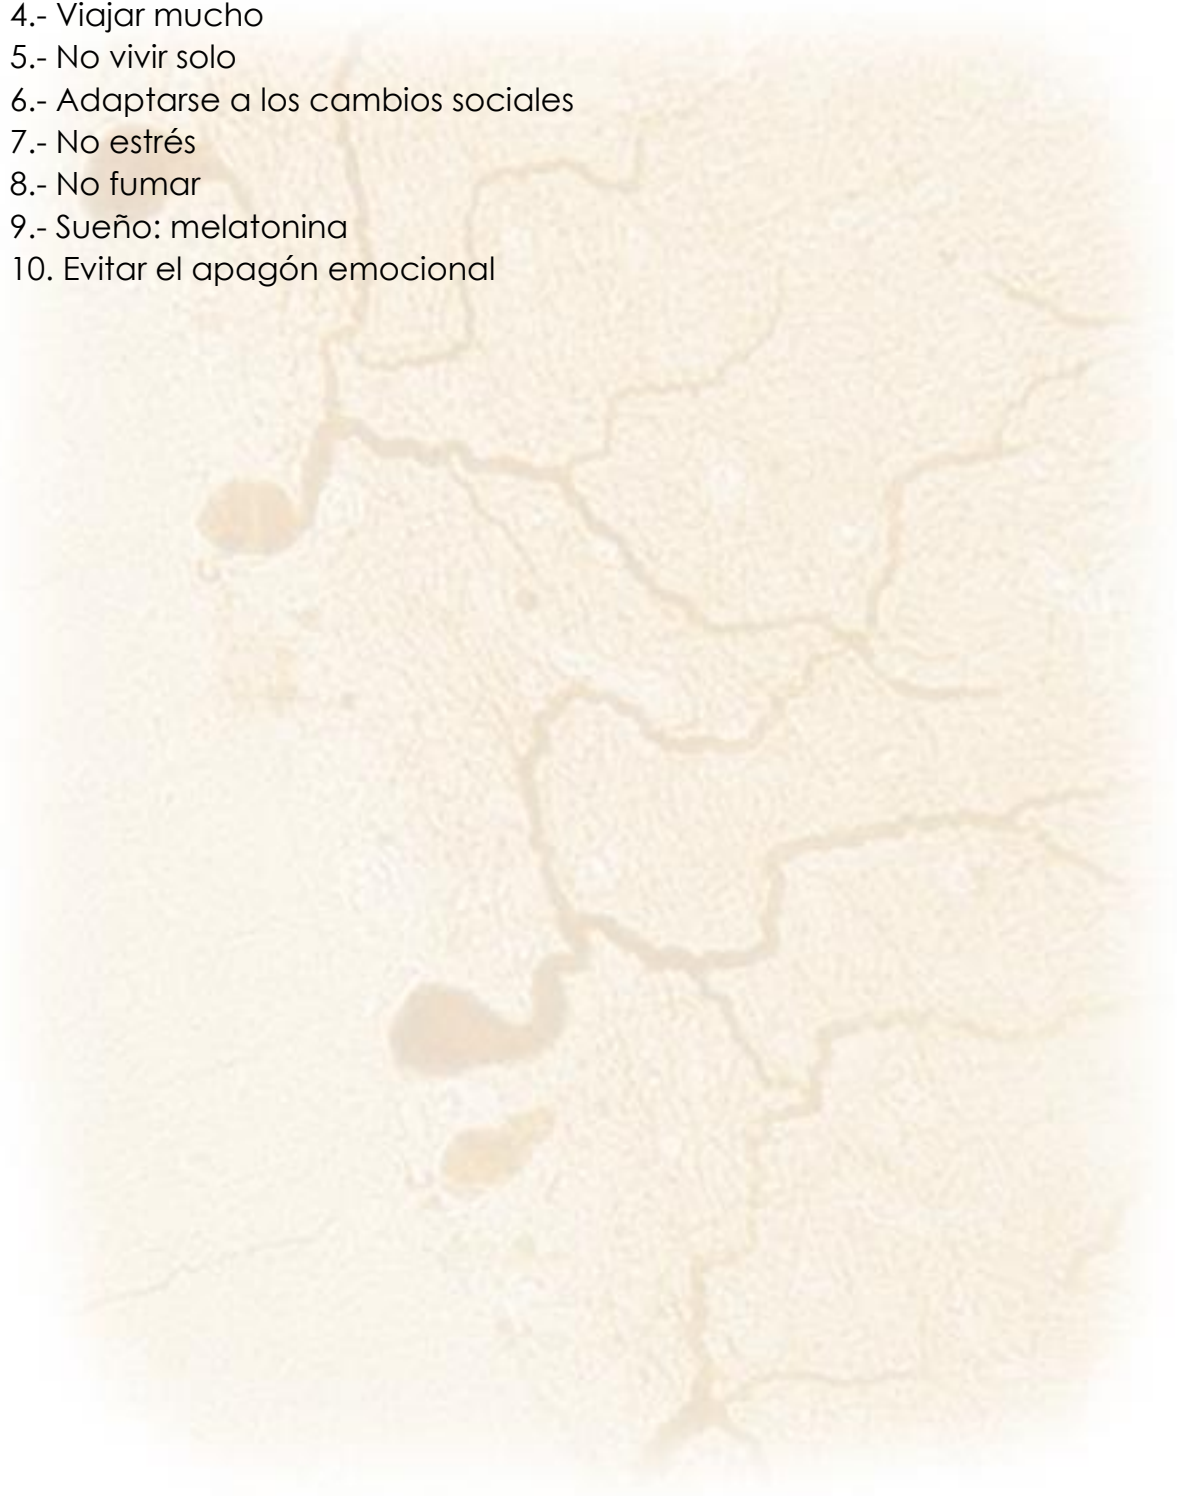 4.- Viajar mucho
5.- No vivir solo
6.- Adaptarse a los cambios sociales
7.- No estrés
8.- No fumar
9.- Sueño: melatonina
10. Evitar el apagón emocional